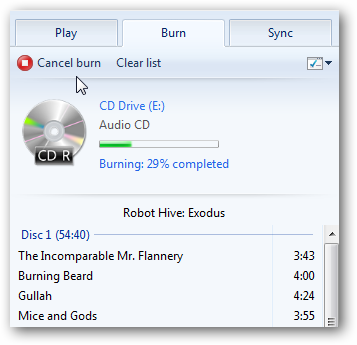 Play Burn Sync
Cancel burn Clear list
CD Drive (E:)
Audio CD
CD R
Burning: 29% completed
Robot Hive: Exodus
Disc 1 (54:40)
The Incomparable Mr. Flannery 3:43
Burning Beard 4:00
Gullah 4:24
Mice and Gods 3:55